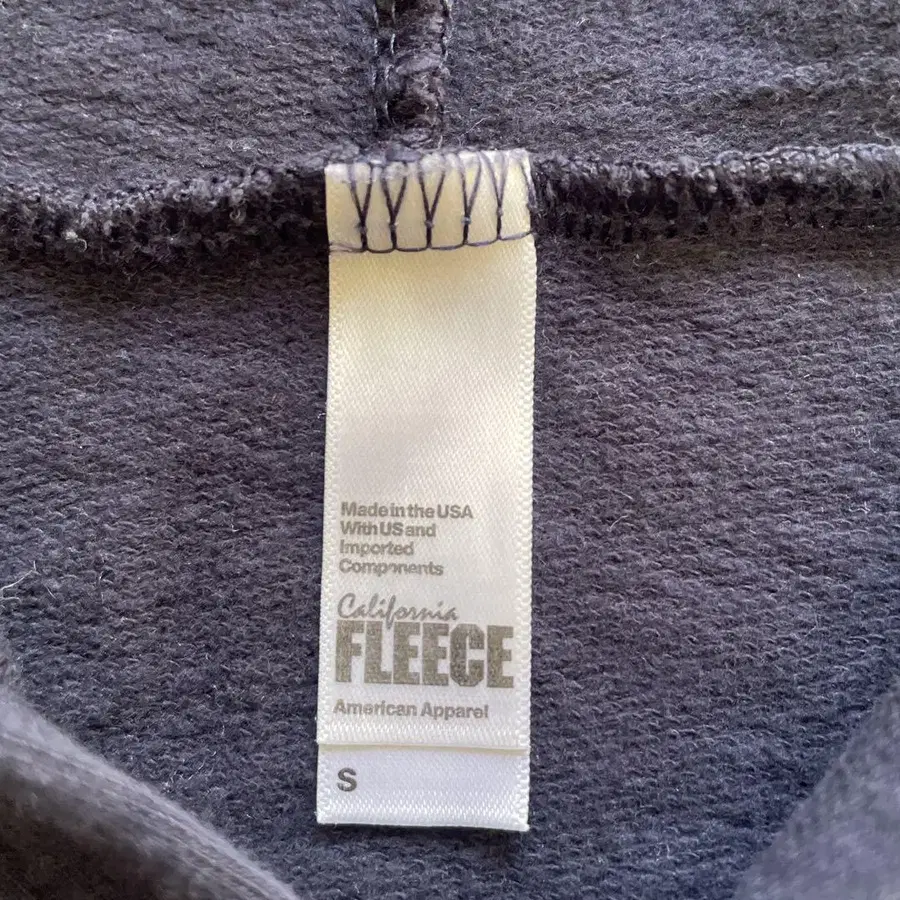 Made in the USA
With US and
Imported
Components
California
FLEECE
American Apparel
S